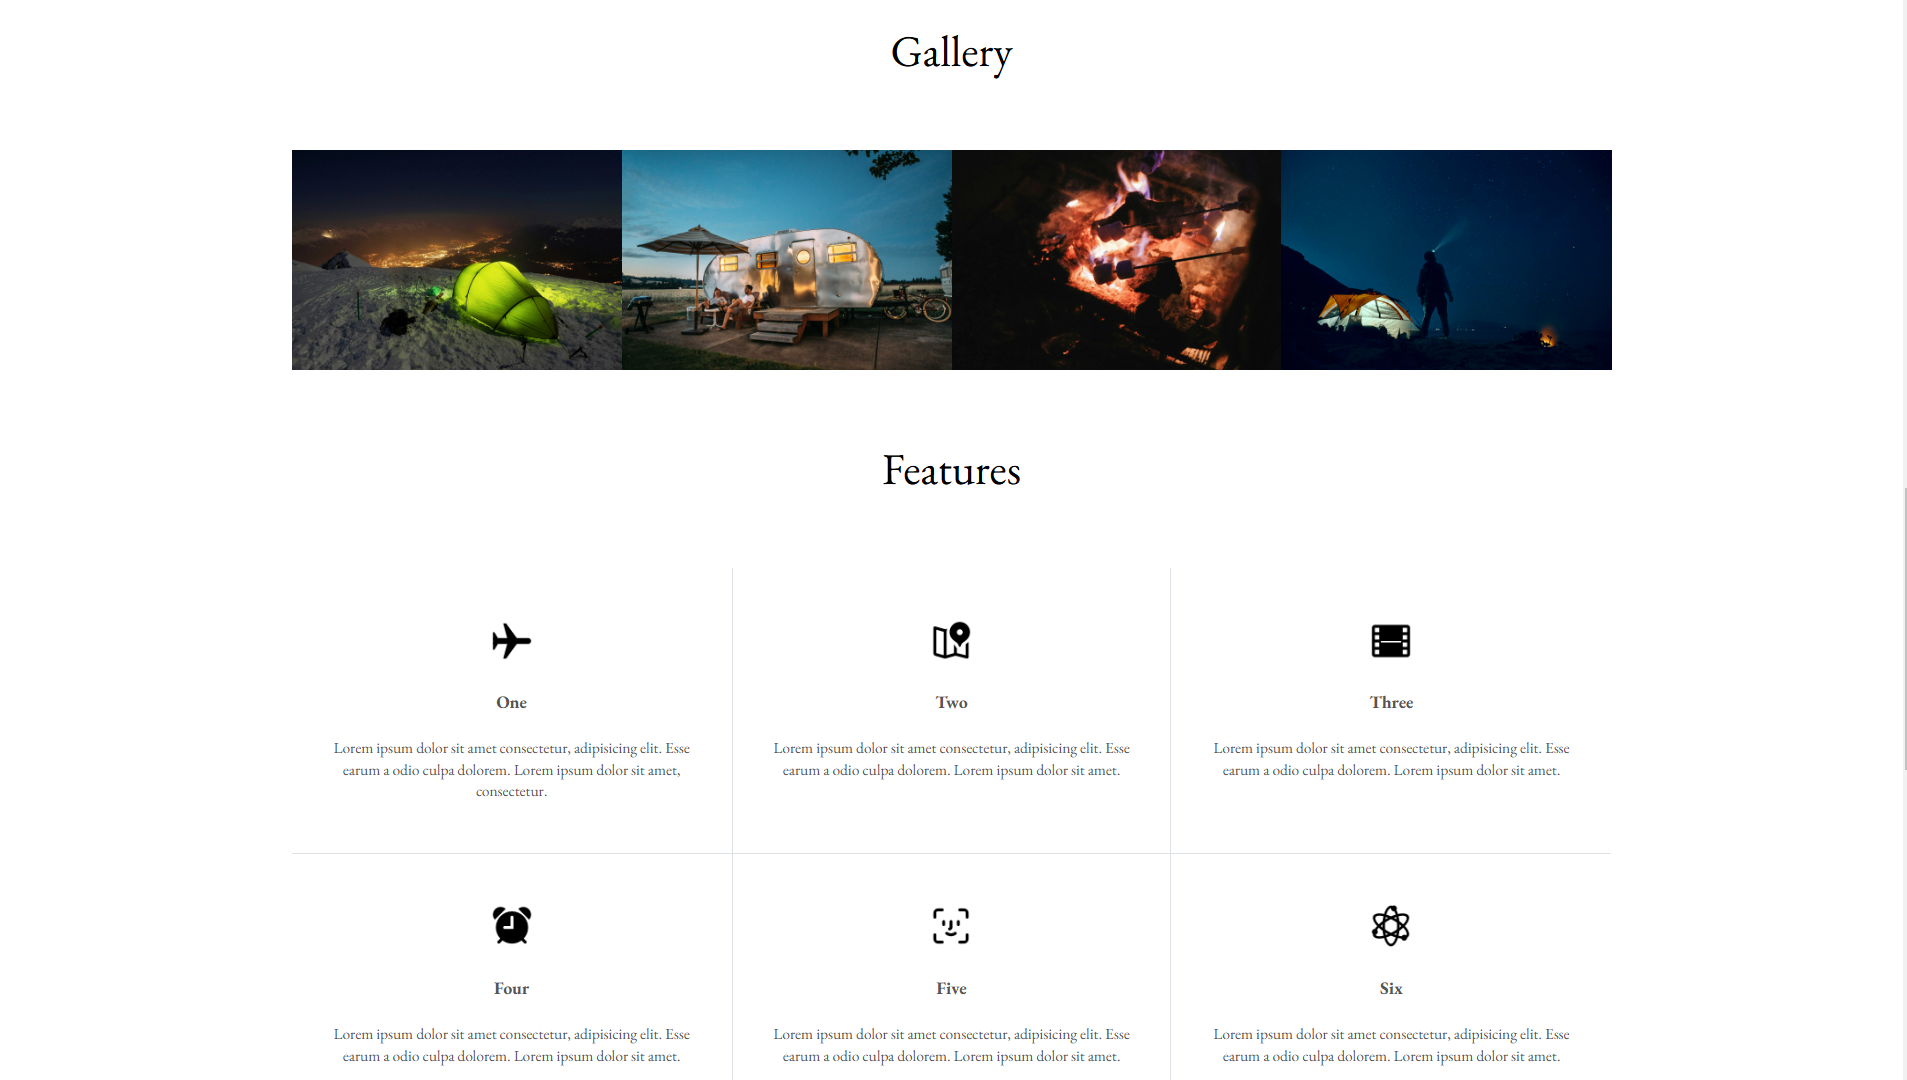 Gallery
Features
One
Two
Three
Lorem ipsum dolor sit amet consectetur, adipisicing elit. Esse
earum a odio culpa dolorem. Lorem ipsum dolor sit amet,
consectetur.
Lorem ipsum dolor sit amet consectetur, adipisicing elit. Esse
earum a odio culpa dolorem. Lorem ipsum dolor sit amet.
Lorem ipsum dolor sit amet consectetur, adipisicing elit. Esse
earum a odio culpa dolorem. Lorem ipsum dolor sit amet.
Four
Five
Six
Lorem ipsum dolor sit amet consectetur, adipisicing elit. Esse
earum a odio culpa dolorem. Lorem ipsum dolor sit amet.
Lorem ipsum dolor sit amet consectetur, adipisicing elit. Esse
earum a odio culpa dolorem. Lorem ipsum dolor sit amet.
Lorem ipsum dolor sit amet consectetur, adipisicing elit. Esse
earum a odio culpa dolorem. Lorem ipsum dolor sit amet.